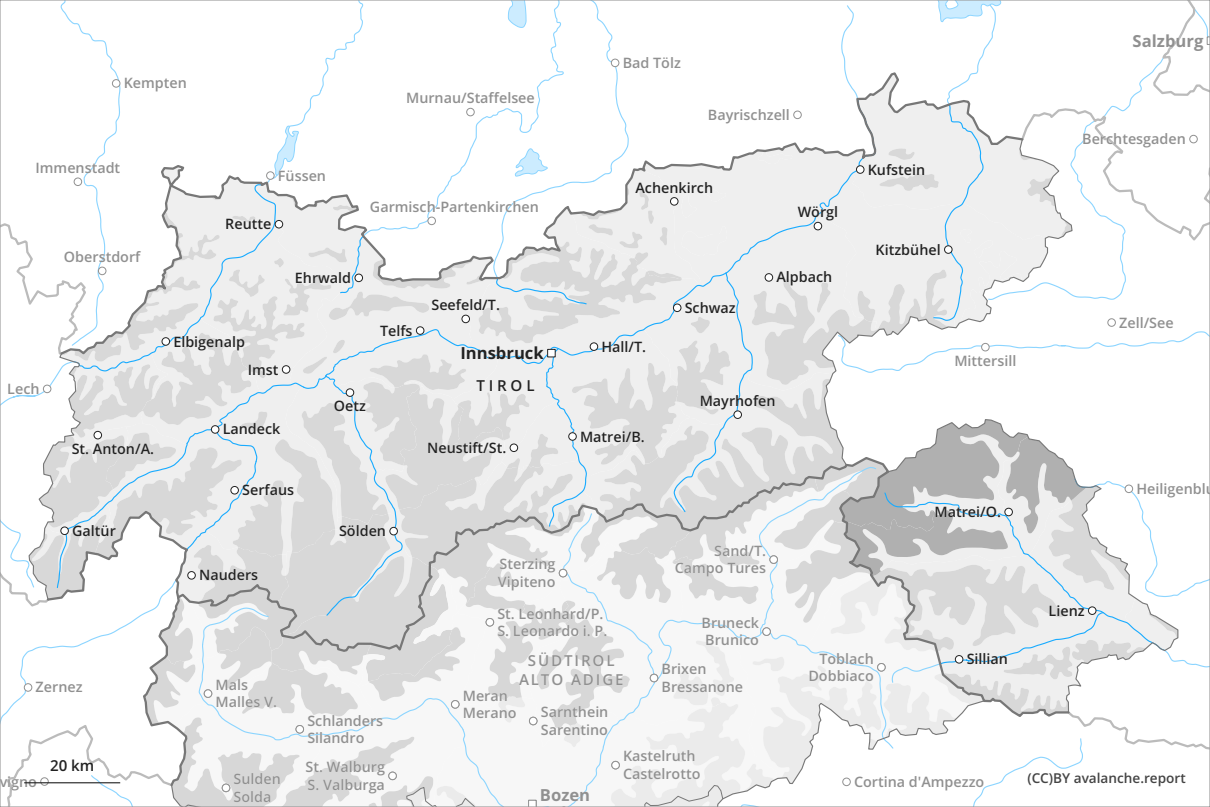 Salzburg
Bad Tölz
Kempten
Murnau/Staffelsee
Bayrischzell
Berchtesgaden
Immenstadt
Füssen
Kufstein
Achenkirch
Garmisch-Partenkirchen
Wörgl
Reutte
Kitzbühel
Oberstdorf
Ehrwald
Alpbach
Seefeld/T.
Schwaz
Telfs
Zell/See
Elbigenalp
Innsbruck
Hall/T.
Mittersill
Imst
TIROL
Lech
Oetz
Mayrhofen
Landeck
Matrei/B.
St. Anton/A.
Neustift/St.
Serfaus
Heiligenblu
Matrei/O.
Galtür
Sölden
Sand/T.
Campo Tures
Sterzing
Vipiteno
Nauders
Lienz
St. Leonhard/P.
S. Leonardo i. P.
Bruneck
Brunico
SÜDTIROL
ALTO ADIGE
Toblach
Dobbiaco
Sillian
Brixen
Bressanone
Zernez
Mals
Malles V.
Meran
Merano
Sarnthein
Sarentino
Schlanders
Silandro
Kastelruth
Castelrotto
St. Walburg
S. Valburga
20 km
vigno
Sulden
Solda
Cortina d'Ampezzo
(CC)BY avalanche.report
Bozen